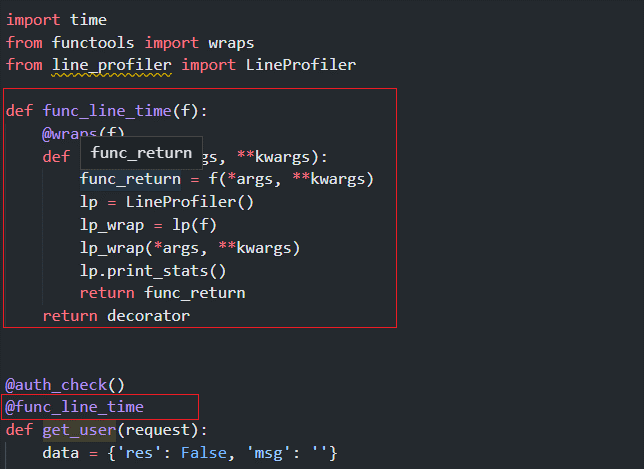 import time
from functools import wraps
from line_profiler import LineProfiler
def func_line_time(f):
@wraps(f)
def gs, **kwargs):
func_return
func_return = f(*args, **kwargs)
lp = LineProfiler()
lp_wrap = lp(f)
lp_wrap(*args, **kwargs)
lp.print_stats()
return func_return
return decorator
@auth_check()
@func_line_time
def get_user(request):
data = {'res': False, 'msg': ''}